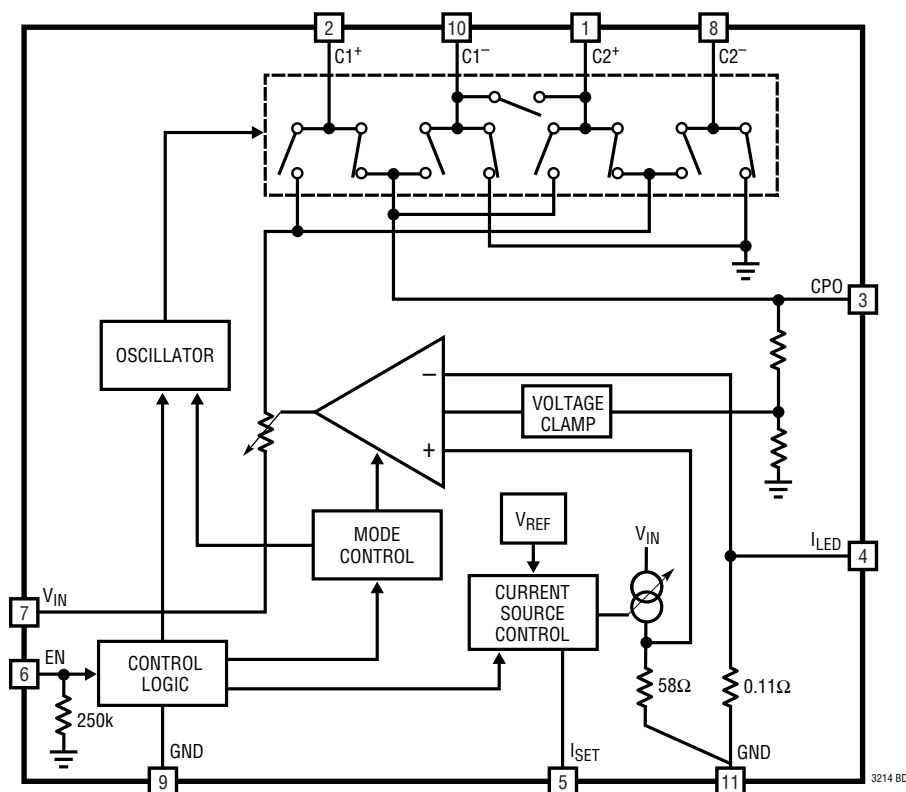 2 10 1 8
C1+ C1– C2+ C2–
CPO
3
OSCILLATOR
–
VOLTAGE
CLAMP
+
VREF
MODE
CONTROL
VIN
ILED
4
CURRENT
SOURCE
CONTROL
7
VIN
6
EN
CONTROL
LOGIC
250k
58Ω
0.11Ω
GND
ISET
GND
9 5 11
3214 BD